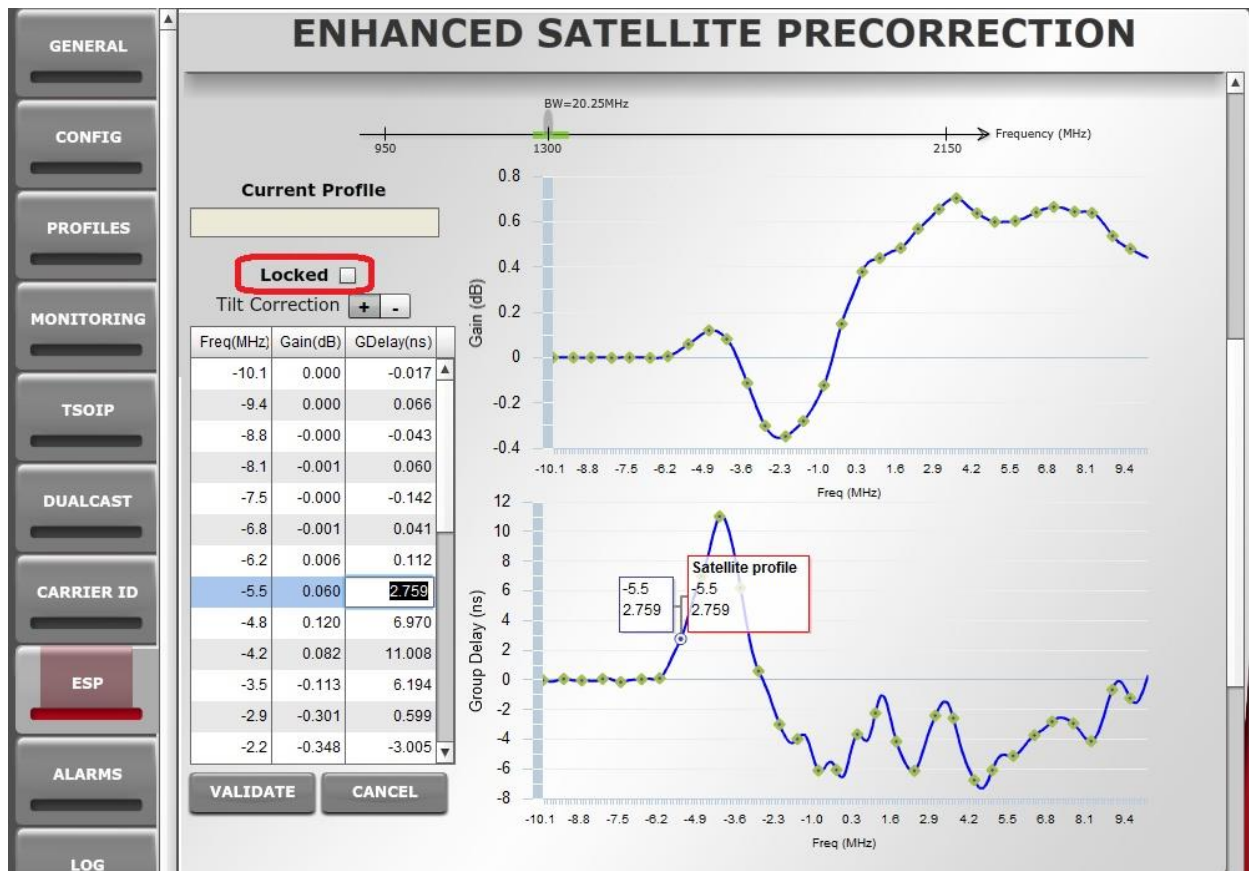 ENHANCED SATELLITE PRECORRECTION
GENERAL
CONFIG
PROFILES
MONITORING
TSOIP
DUALCAST
CARRIER ID
ESP
ALARMS
LOG
BW=20.25MHz
950
1300
2150
Frequency (MHz)
Current Profile
Locked
Tilt Correction + -
Freq(MHz) Gain(dB) GDelay(ns)
-10.1 0.000 -0.017
-9.4 0.000 0.066
-8.8 -0.000 -0.043
-8.1 -0.001 0.060
-7.5 -0.000 -0.142
-6.8 -0.001 0.041
-6.2 0.006 0.112
-5.5 0.060 2.759
-4.8 0.120 6.970
-4.2 0.082 11.008
-3.5 -0.113 6.194
-2.9 -0.301 0.599
-2.2 -0.348 -3.005
VALIDATE CANCEL
Gain (dB)
0.8
0.6
0.4
0.2
0
-0.2
-0.4
-10.1 -8.8 -7.5 -6.2 -4.9 -3.6 -2.3 -1.0 0.3 1.6 2.9 4.2 5.5 6.8 8.1 9.4
Freq (MHz)
Group Delay (ns)
12
10
8
6
4
2
0
-2
-4
-6
-8
-5.5
2.759
Satellite profile
-5.5
2.759
-10.1 -8.8 -7.5 -6.2 -4.9 -3.6 -2.3 -1.0 0.3 1.6 2.9 4.2 5.5 6.8 8.1 9.4
Freq (MHz)